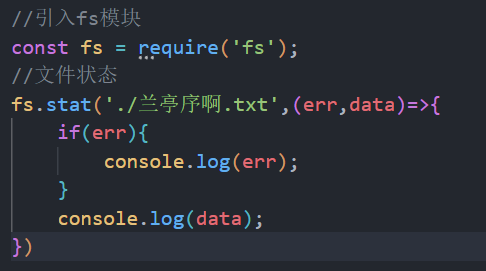 //引入fs模块
const fs = require('fs');
//文件状态
fs.stat('./兰亭序啊.txt',(err,data)=>{
    if(err){
        console.log(err);
    }
    console.log(data);
})